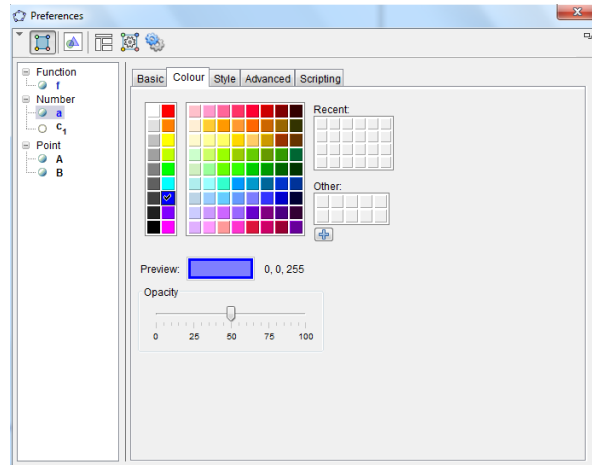 Preferences
Function
f
Number
a
c1
Point
A
B
Basic Colour Style Advanced Scripting
Recent:
Other:
Preview: 0, 0, 255
Opacity
0 25 50 75 100